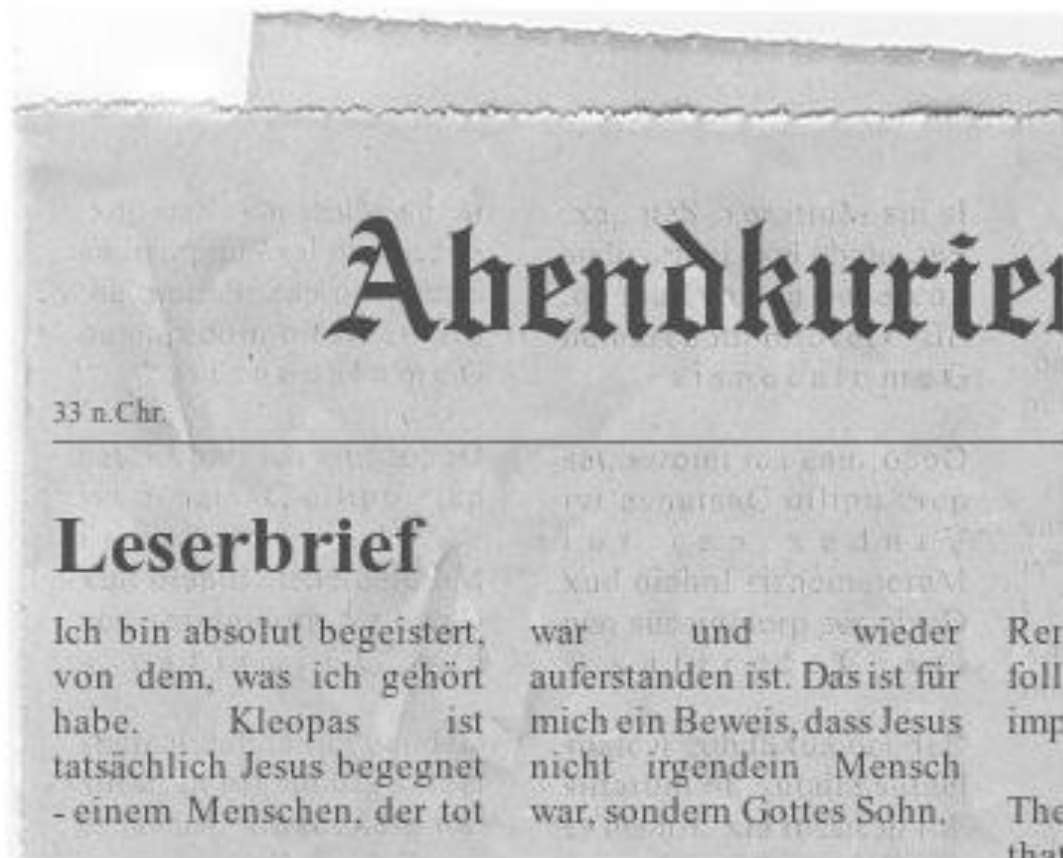 Abendkurier
33 n.Chr.
Leserbrief
Ich bin absolut begeistert,
von dem, was ich gehört
habe. Kleopas ist
tatsächlich Jesus begegnet
- einem Menschen, der tot
war und wieder
auferstanden ist. Das ist für
mich ein Beweis, dass Jesus
nicht irgendein Mensch
war, sondern Gottes Sohn.